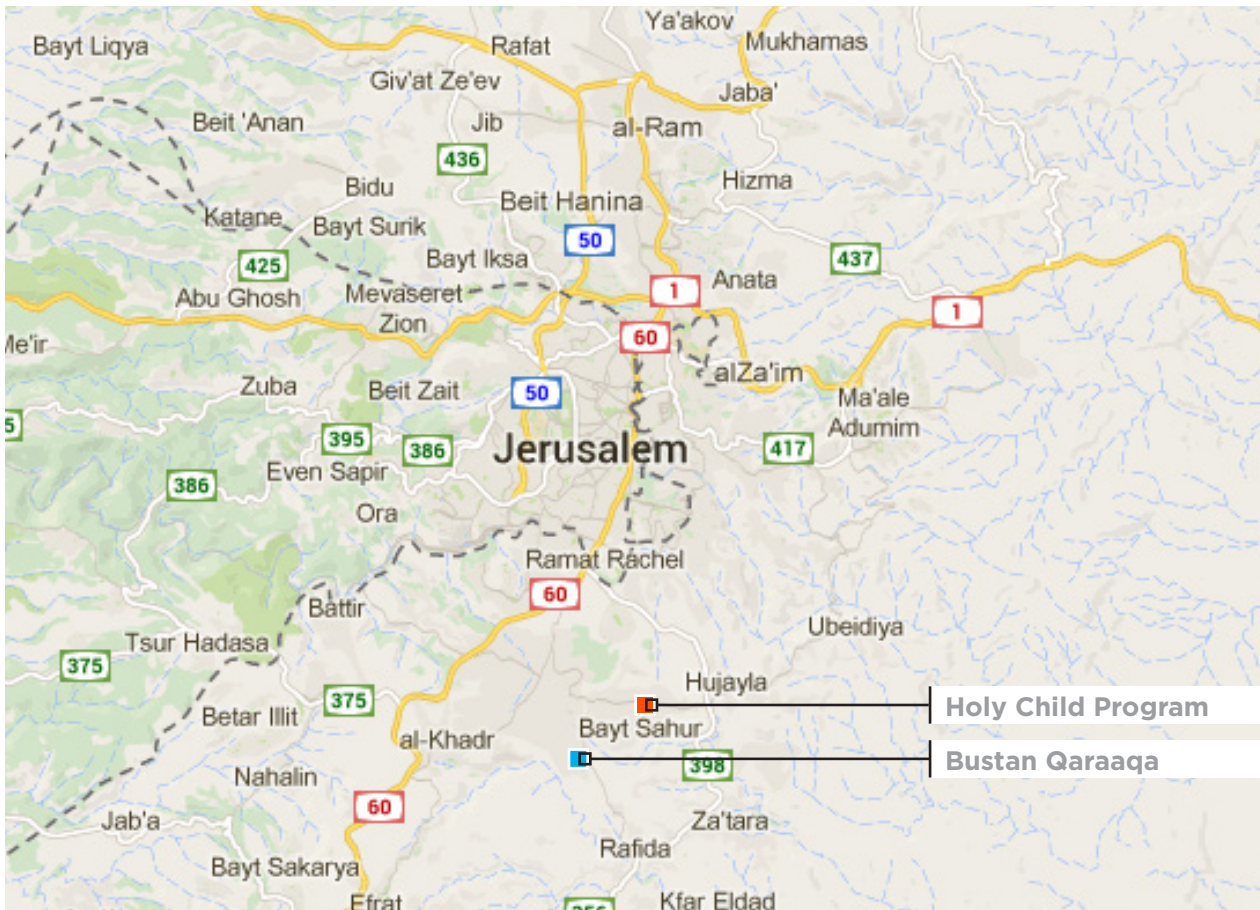 Ya'akov
Bayt Liqya
Rafat
Mukhamas
Giv'at Ze'ev
Jaba'
Beit 'Anan
Jib
al-Ram
436
Bidu
Hizma
Beit Hanina
Katane
Bayt Surik
50
Bayt Iksa
437
425
Anata
Abu Ghosh
Mevaseret
Zion
1
1
60
Me'ir
alZa'im
Zuba
Beit Zait
50
Ma'ale
Adumim
5
395
386
Jerusalem
417
Even Sapir
386
Ora
Ramat Rachel
60
Battir
Ubeidiya
Tsur Hadasa
375
Hujayla
375
Betar Illit
Holy Child Program
Bayt Sahur
al-Khadr
Bustan Qaraaqa
398
Nahalin
60
Jab'a
Za'tara
Rafida
Bayt Sakarya
Efrat
Kfar Eldad